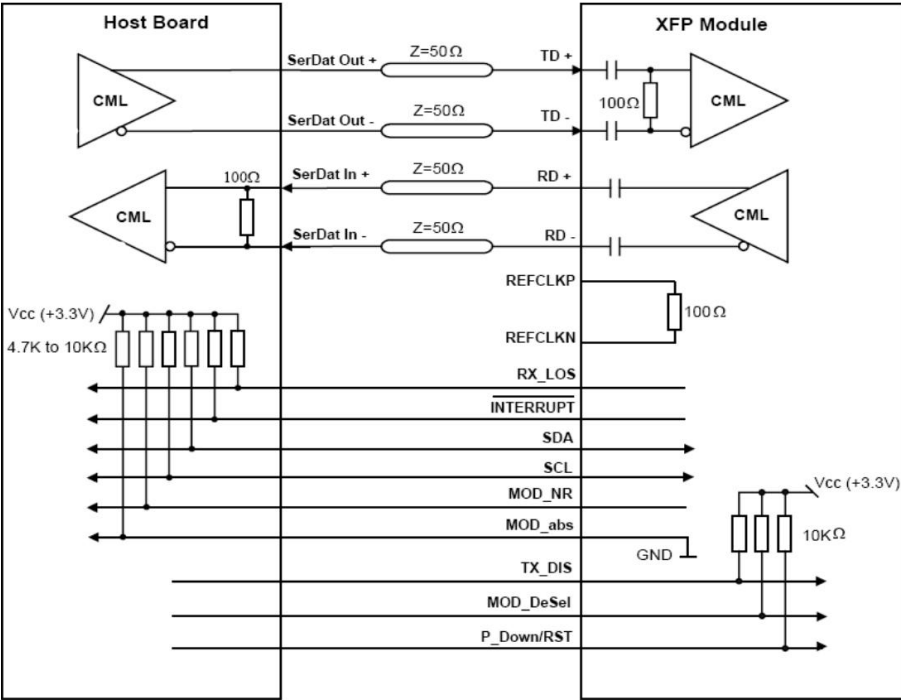 Host Board
XFP Module
SerDat Out +
Z=50Ω
TD +
CML
100Ω
CML
SerDat Out -
Z=50Ω
TD -
100Ω
SerDat In +
Z=50Ω
RD +
CML
CML
SerDat In -
Z=50Ω
RD -
REFCLKP
100Ω
REFCLKN
Vcc (+3.3V)
4.7K to 10KΩ
RX_LOS
INTERRUPT
SDA
SCL
MOD_NR
Vcc (+3.3V)
MOD_abs
10KΩ
GND
TX_DIS
MOD_DeSel
P_Down/RST